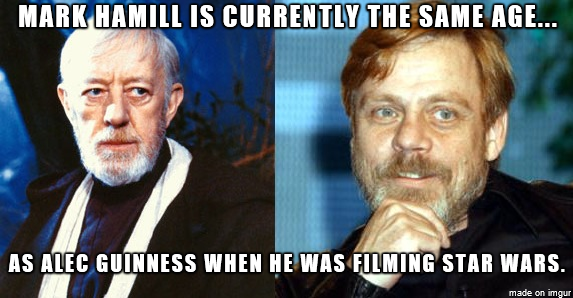 MARK HAMILL IS CURRENTLY THE SAME AGE...
AS ALEC GUINNESS WHEN HE WAS FILMING STAR WARS.
made on imgur